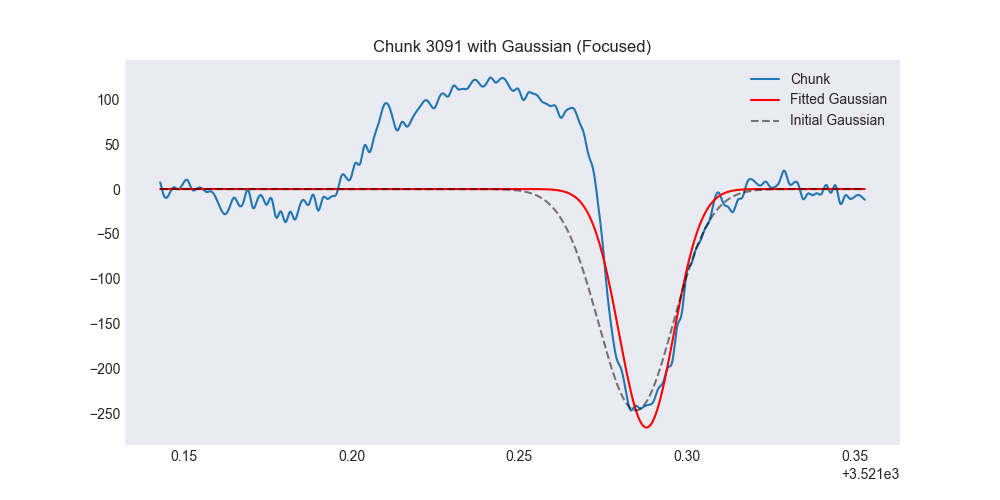 Chunk 3091 with Gaussian (Focused)
Chunk
Fitted Gaussian
Initial Gaussian
100
50
0
−50
−100
−150
−200
−250
0.15 0.20 0.25 0.30 0.35
+3.521e3